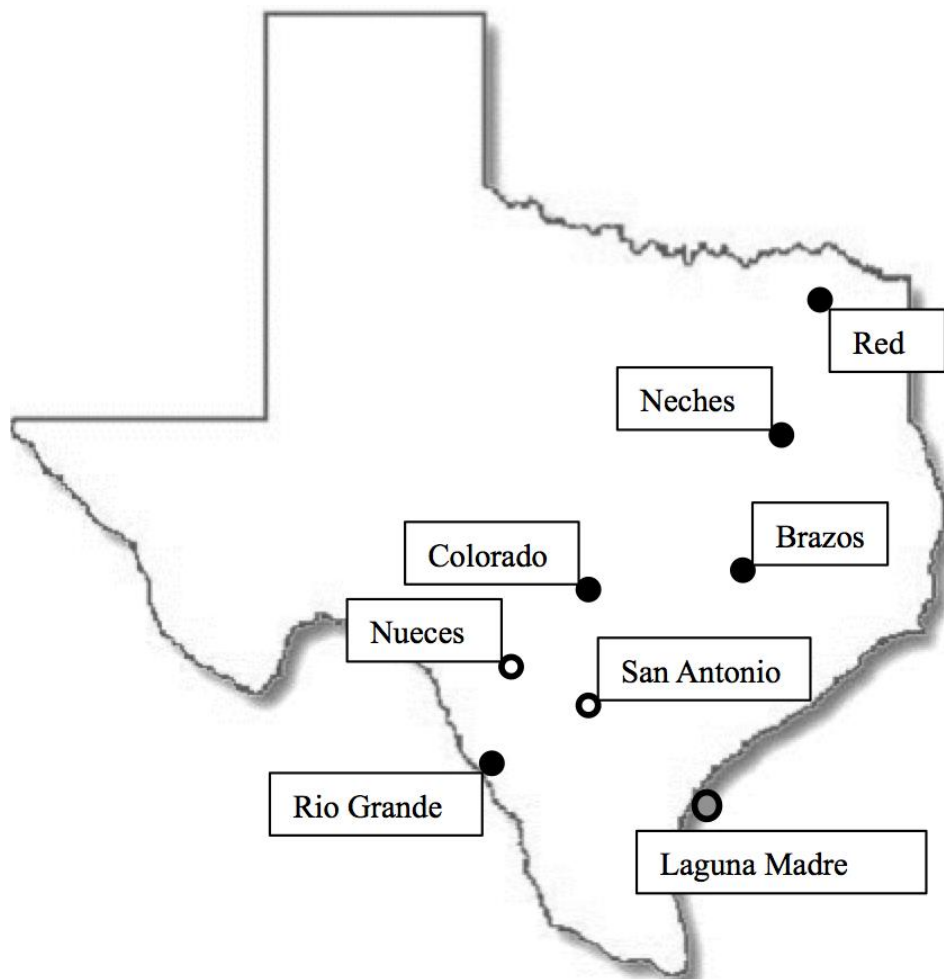 Red
Neches
Brazos
Colorado
Nueces
San Antonio
Rio Grande
Laguna Madre